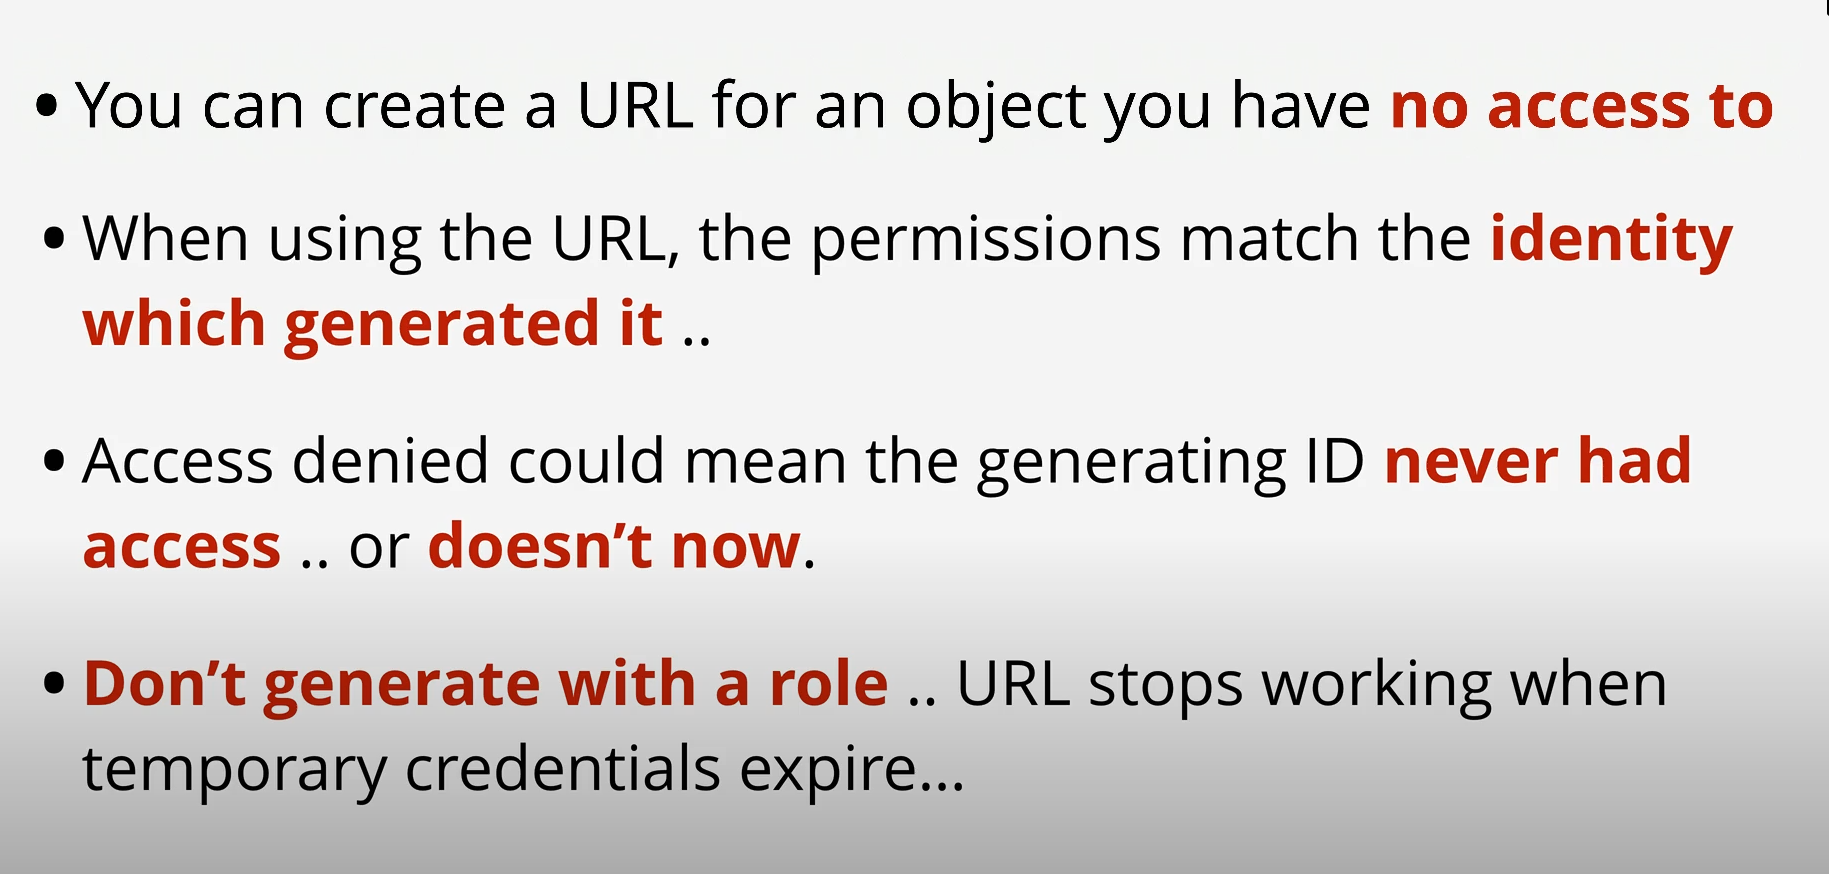 • You can create a URL for an object you have no access to
• When using the URL, the permissions match the identity
which generated it ..
• Access denied could mean the generating ID never had
access .. or doesn’t now.
• Don’t generate with a role .. URL stops working when
temporary credentials expire...